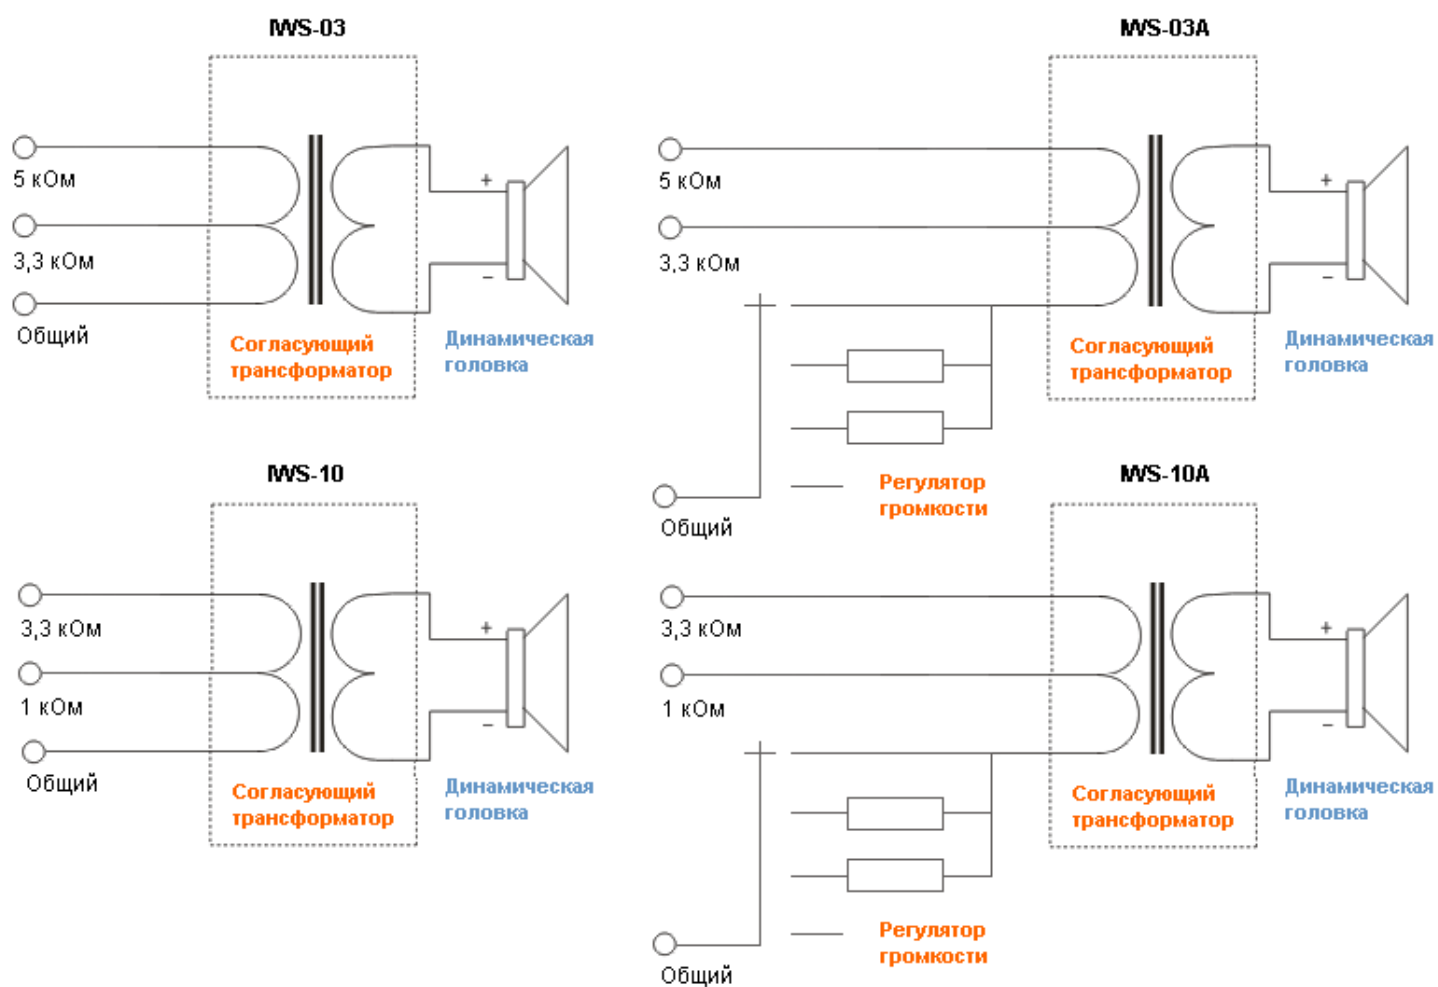 IWS-03
5 кОм
3,3 кОм
Общий
Согласующий
трансформатор
+
−
Динамическая
головка
IWS-03A
5 кОм
3,3 кОм
Общий
Регулятор
громкости
Согласующий
трансформатор
+
−
Динамическая
головка
IWS-10
3,3 кОм
1 кОм
Общий
Согласующий
трансформатор
+
−
Динамическая
головка
IWS-10A
3,3 кОм
1 кОм
Общий
Регулятор
громкости
Согласующий
трансформатор
+
−
Динамическая
головка